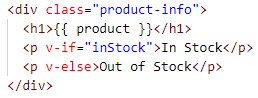 <div class="product-info">
  <h1>{{ product }}</h1>
  <p v-if="inStock">In Stock</p>
  <p v-else>Out of Stock</p>
</div>